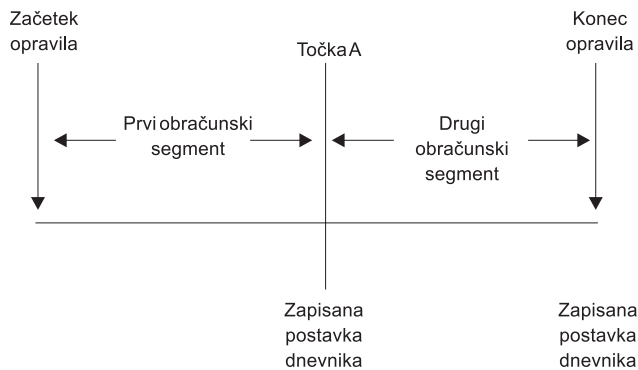 Začetek
opravila
Točka A
Konec
opravila
Prvi obračunski
segment
Drugi
obračunski
segment
Zapisana
postavka
dnevnika
Zapisana
postavka
dnevnika